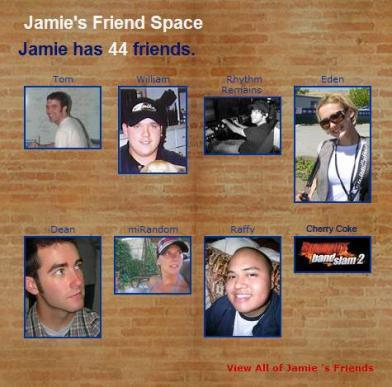 Jamie's Friend Space
Jamie has 44 friends.
Tom
William
Rhythm
Remains
Eden
Dean
miRandom
Raffy
Cherry Coke
band slam 2
View All of Jamie 's Friends